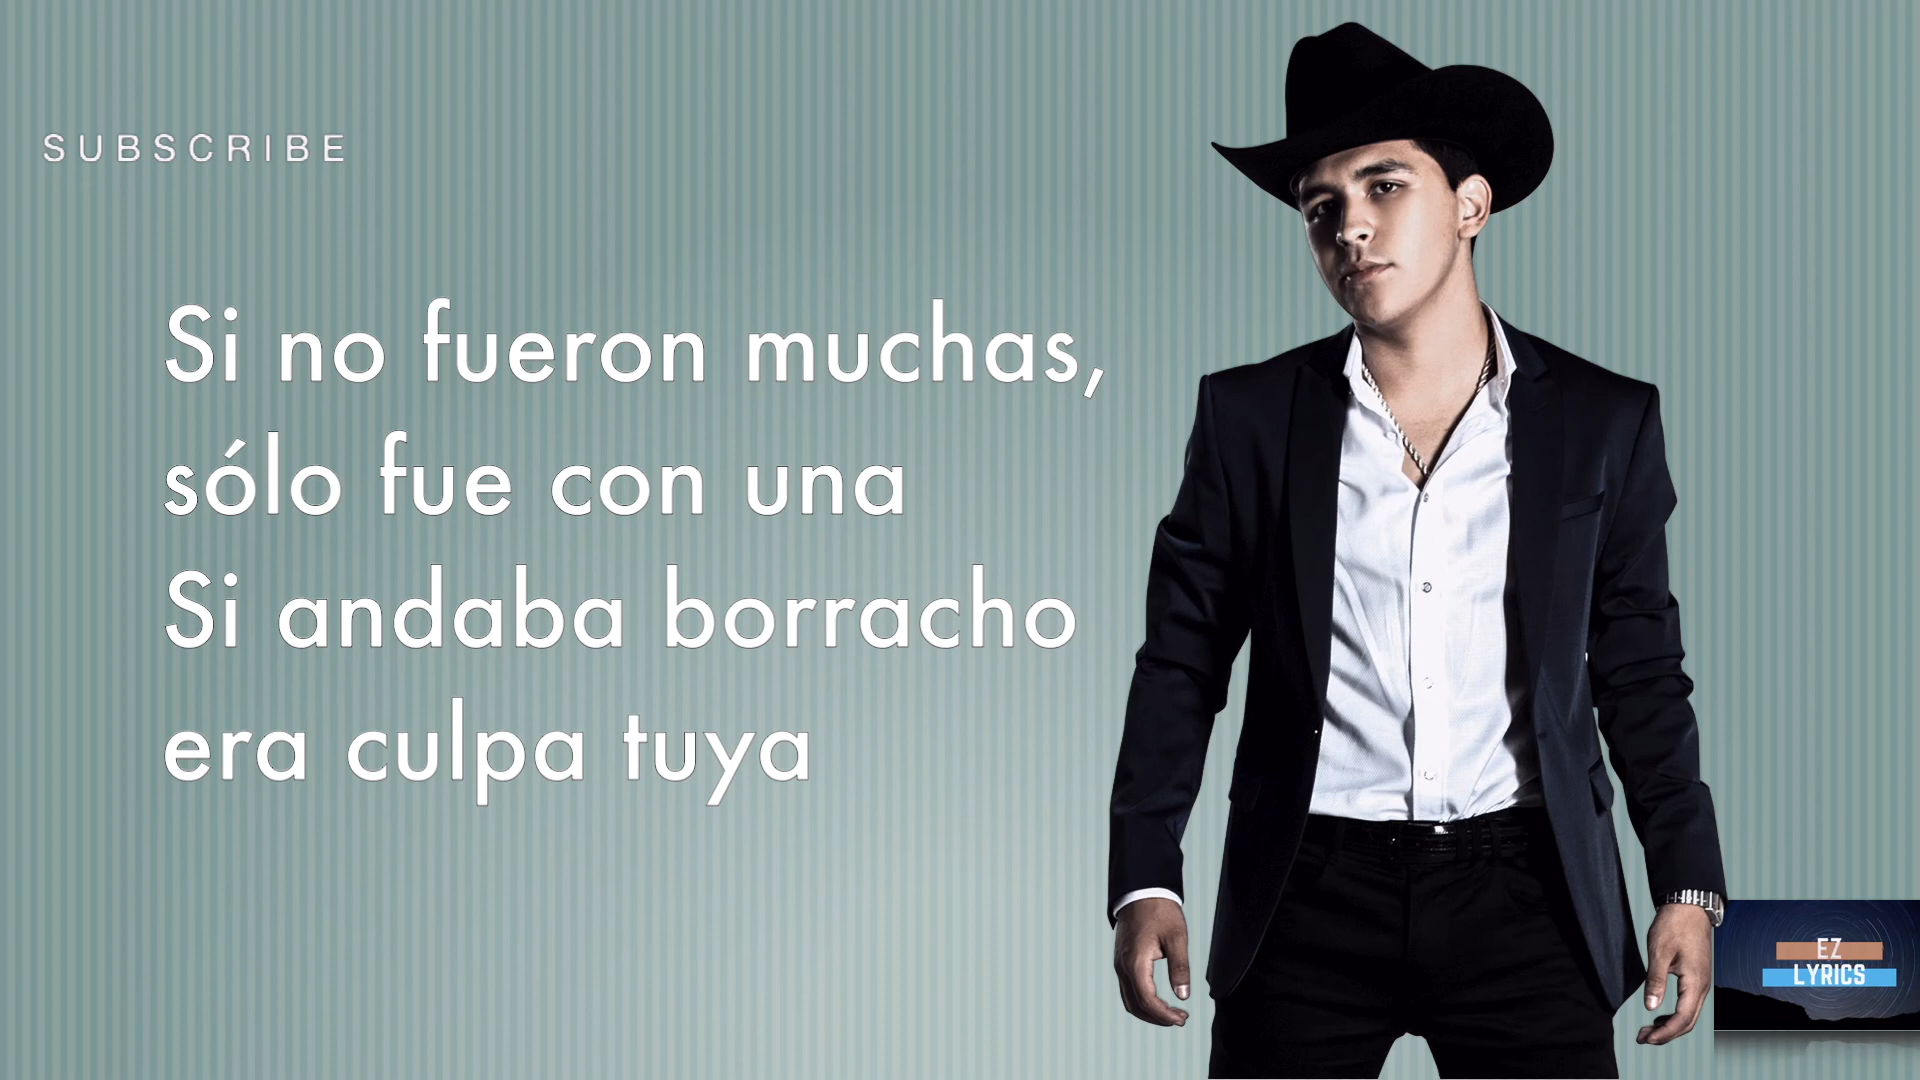 SUBSCRIBE
Si no fueron muchas,
sólo fue con una
Si andaba borracho
era culpa tuya
EZ
LYRICS